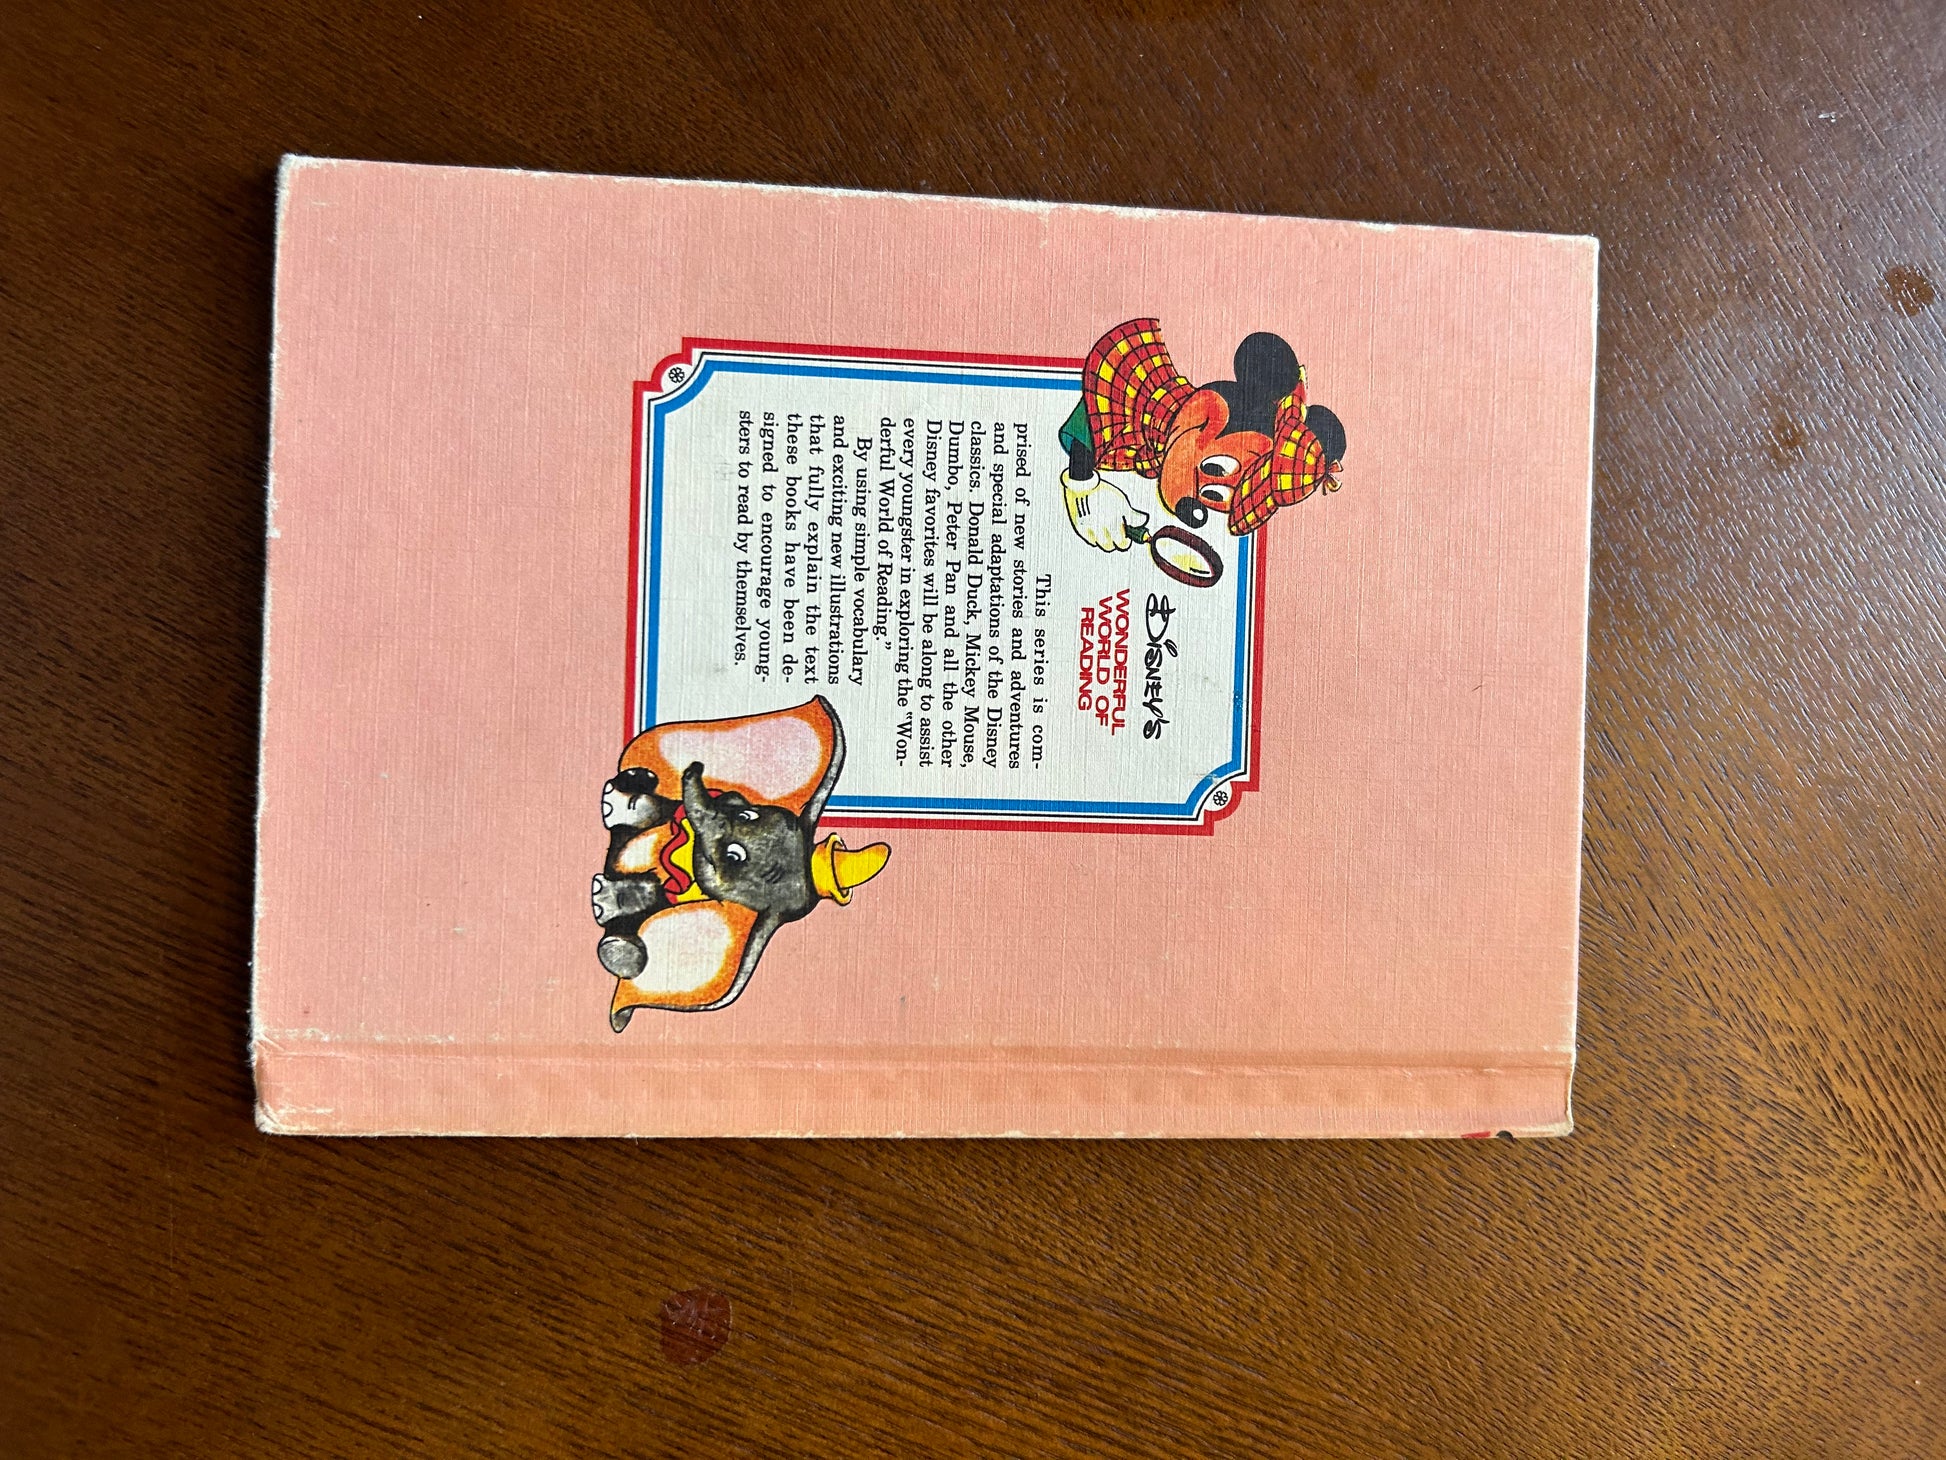 DISNEY'S
WONDERFUL
WORLD OF
READING
This series is com-
prised of new stories and adventures
and special adaptations of the Disney
classics. Donald Duck, Mickey Mouse,
Dumbo, Peter Pan and all the other
Disney favorites will be along to assist
every youngster in exploring the "Won-
derful World of Reading."
By using simple vocabulary
and exciting new illustrations
that fully explain the text
these books have been de-
signed to encourage young-
sters to read by themselves.